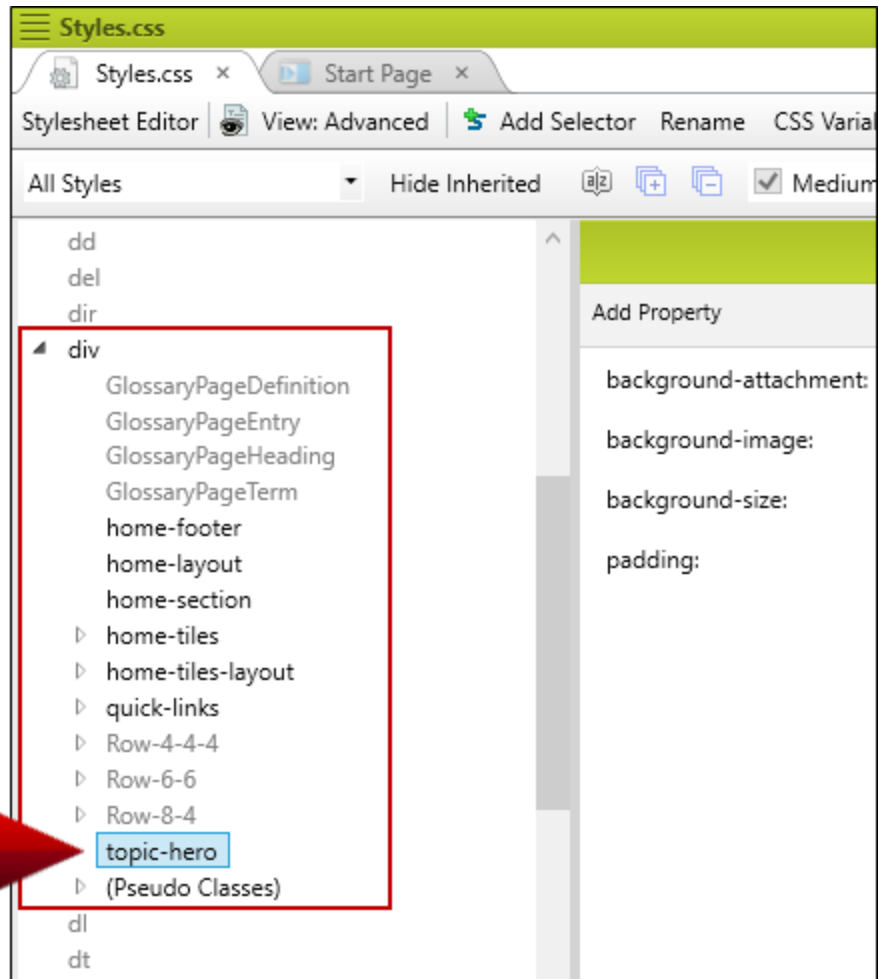 Styles.css
Styles.css × Start Page ×
Stylesheet Editor View: Advanced Add Selector Rename CSS
All Styles Hide Inherited a z Medium
dd
del
dir
div
GlossaryPageDefinition
GlossaryPageEntry
GlossaryPageHeading
GlossaryPageTerm
home-footer
home-layout
home-section
home-tiles
home-tiles-layout
quick-links
Row-4-4-4
Row-6-6
Row-8-4
topic-hero
(Pseudo Classes)
dl
dt
Add Property
background-attachment:
background-image:
background-size:
padding: